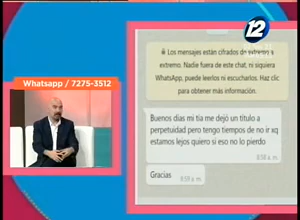 12
Whatsapp / 7275-3512
Los mensajes están cifrados de extremo a
extremo. Nadie fuera de este chat, ni siquiera
WhatsApp, puede leerlos ni escucharlos. Haz clic
para obtener más información.
Buenos días mi tía me dejó un título a
perpetuidad pero tengo tiempos de no ir xq
estamos lejos quiero si eso no lo pierdo
8:58 a. m.
Gracias
8:58 a. m.